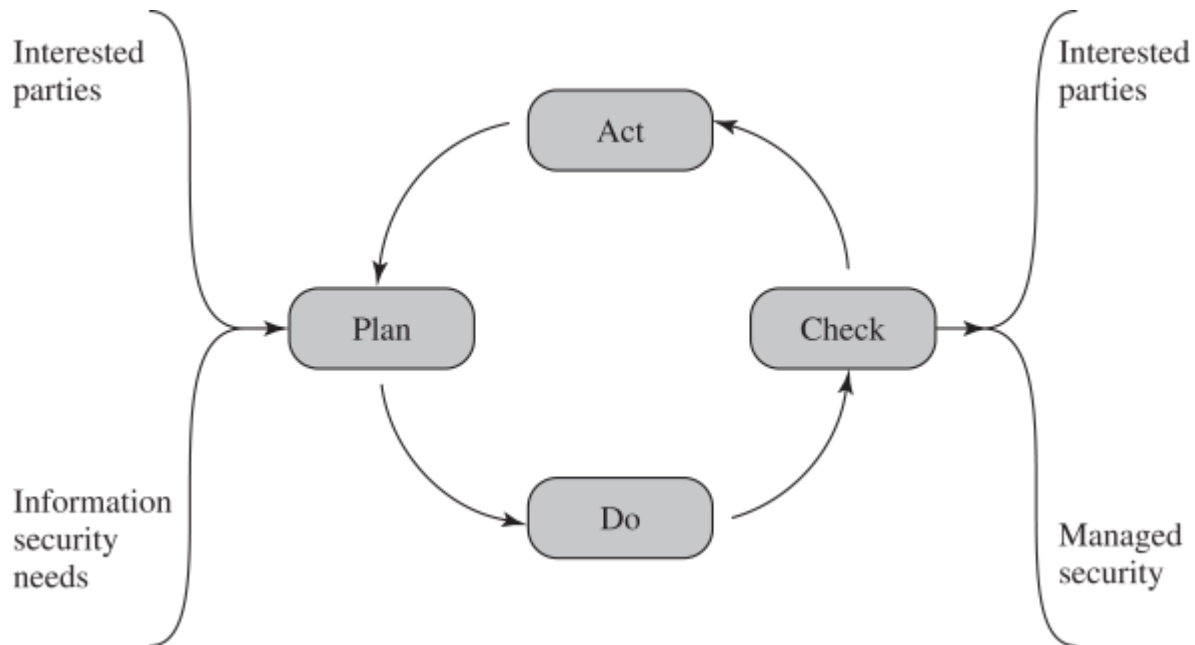 Interested
parties
Interested
parties
Act
Plan
Check
Do
Information
security
needs
Managed
security